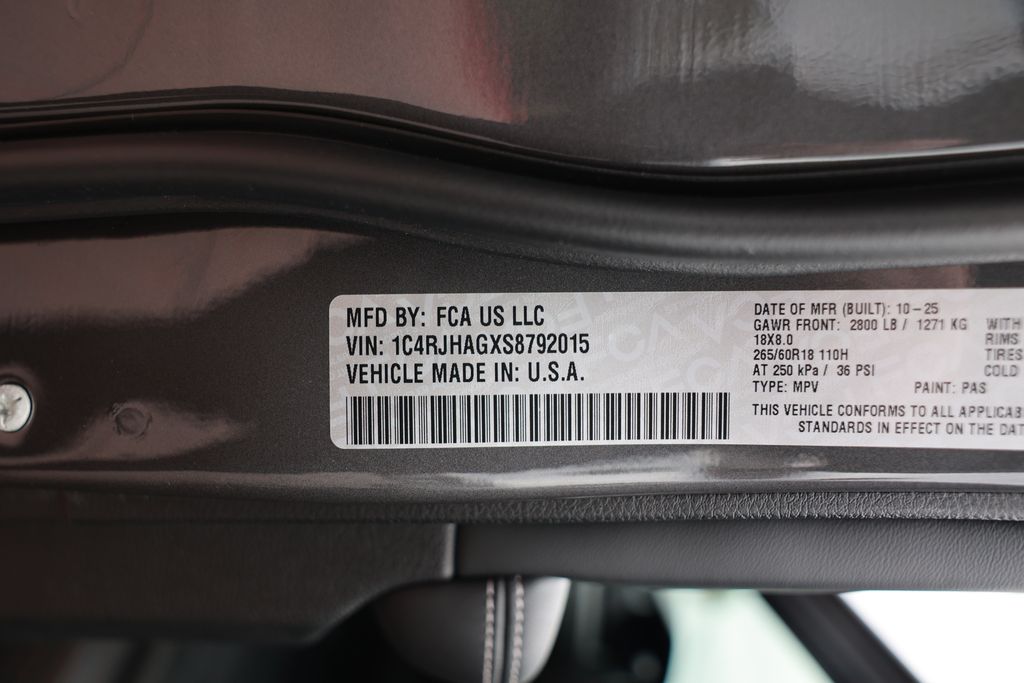 MFD BY: FCA US LLC
VIN: 1C4RJHAGXS8792015
VEHICLE MADE IN: U.S.A.
DATE OF MFR (BUILT): 10-25
GAWR FRONT: 2800 LB / 1271 KG WITH
18X8.0 RIMS
265/60R18 110H TIRES
AT 250 kPa / 36 PSI COLD
TYPE: MPV PAINT: PAS
THIS VEHICLE CONFORMS TO ALL APPLICAB
STANDARDS IN EFFECT ON THE DAT